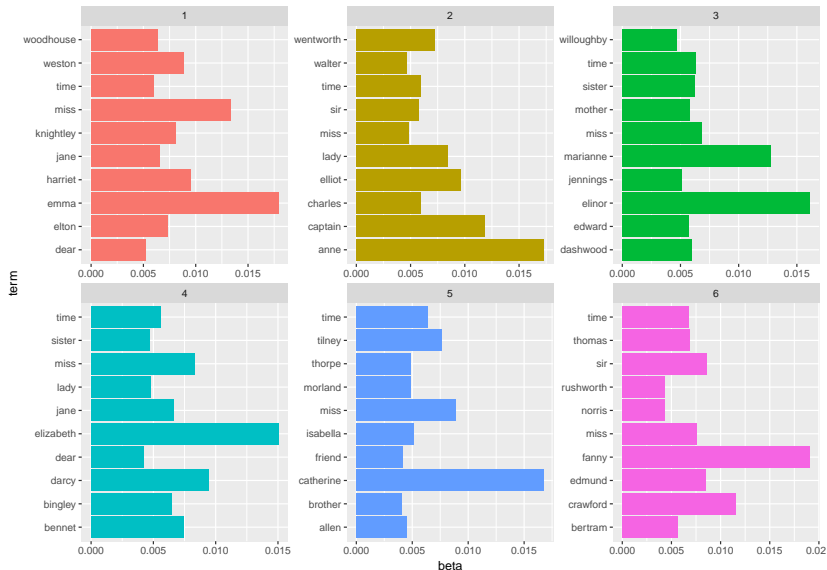 1
woodhouse
weston
time
miss
knightley
jane
harriet
emma
elton
dear
0.000 0.005 0.010 0.015
2
wentworth
walter
time
sir
miss
lady
elliot
charles
captain
anne
0.000 0.005 0.010 0.015
3
willoughby
time
sister
mother
miss
marianne
jennings
elinor
edward
dashwood
0.000 0.005 0.010 0.015
term
4
time
sister
miss
lady
jane
elizabeth
dear
darcy
bingley
bennet
0.000 0.005 0.010 0.015
5
time
tilney
thorpe
morland
miss
isabella
friend
catherine
brother
allen
0.000 0.005 0.010 0.015
6
time
thomas
sir
rushworth
norris
miss
fanny
edmund
crawford
bertram
0.000 0.005 0.010 0.015 0.02
beta